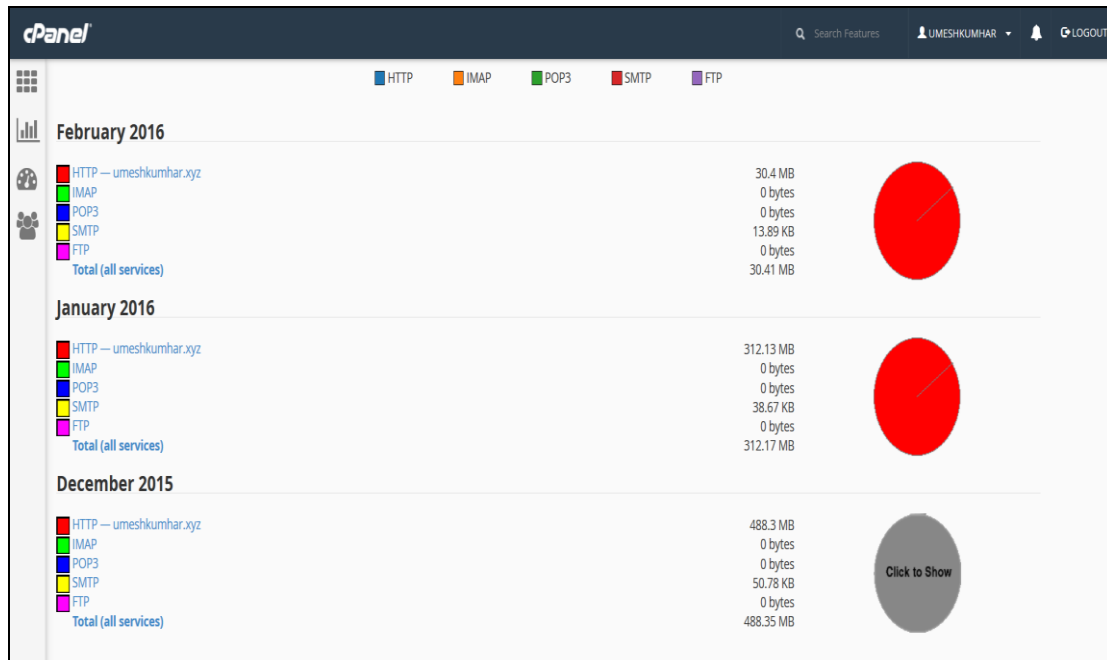 cPanel
Search Features
UMESHKUMHAR
LOGOUT
HTTP IMAP POP3 SMTP FTP
February 2016
HTTP — umeshkumhar.xyz 30.4 MB
IMAP 0 bytes
POP3 0 bytes
SMTP 13.89 KB
FTP 0 bytes
Total (all services) 30.41 MB
January 2016
HTTP — umeshkumhar.xyz 312.13 MB
IMAP 0 bytes
POP3 0 bytes
SMTP 38.67 KB
FTP 0 bytes
Total (all services) 312.17 MB
December 2015
HTTP — umeshkumhar.xyz 488.3 MB
IMAP 0 bytes
POP3 0 bytes
Click to Show
SMTP 50.78 KB
FTP 0 bytes
Total (all services) 488.35 MB